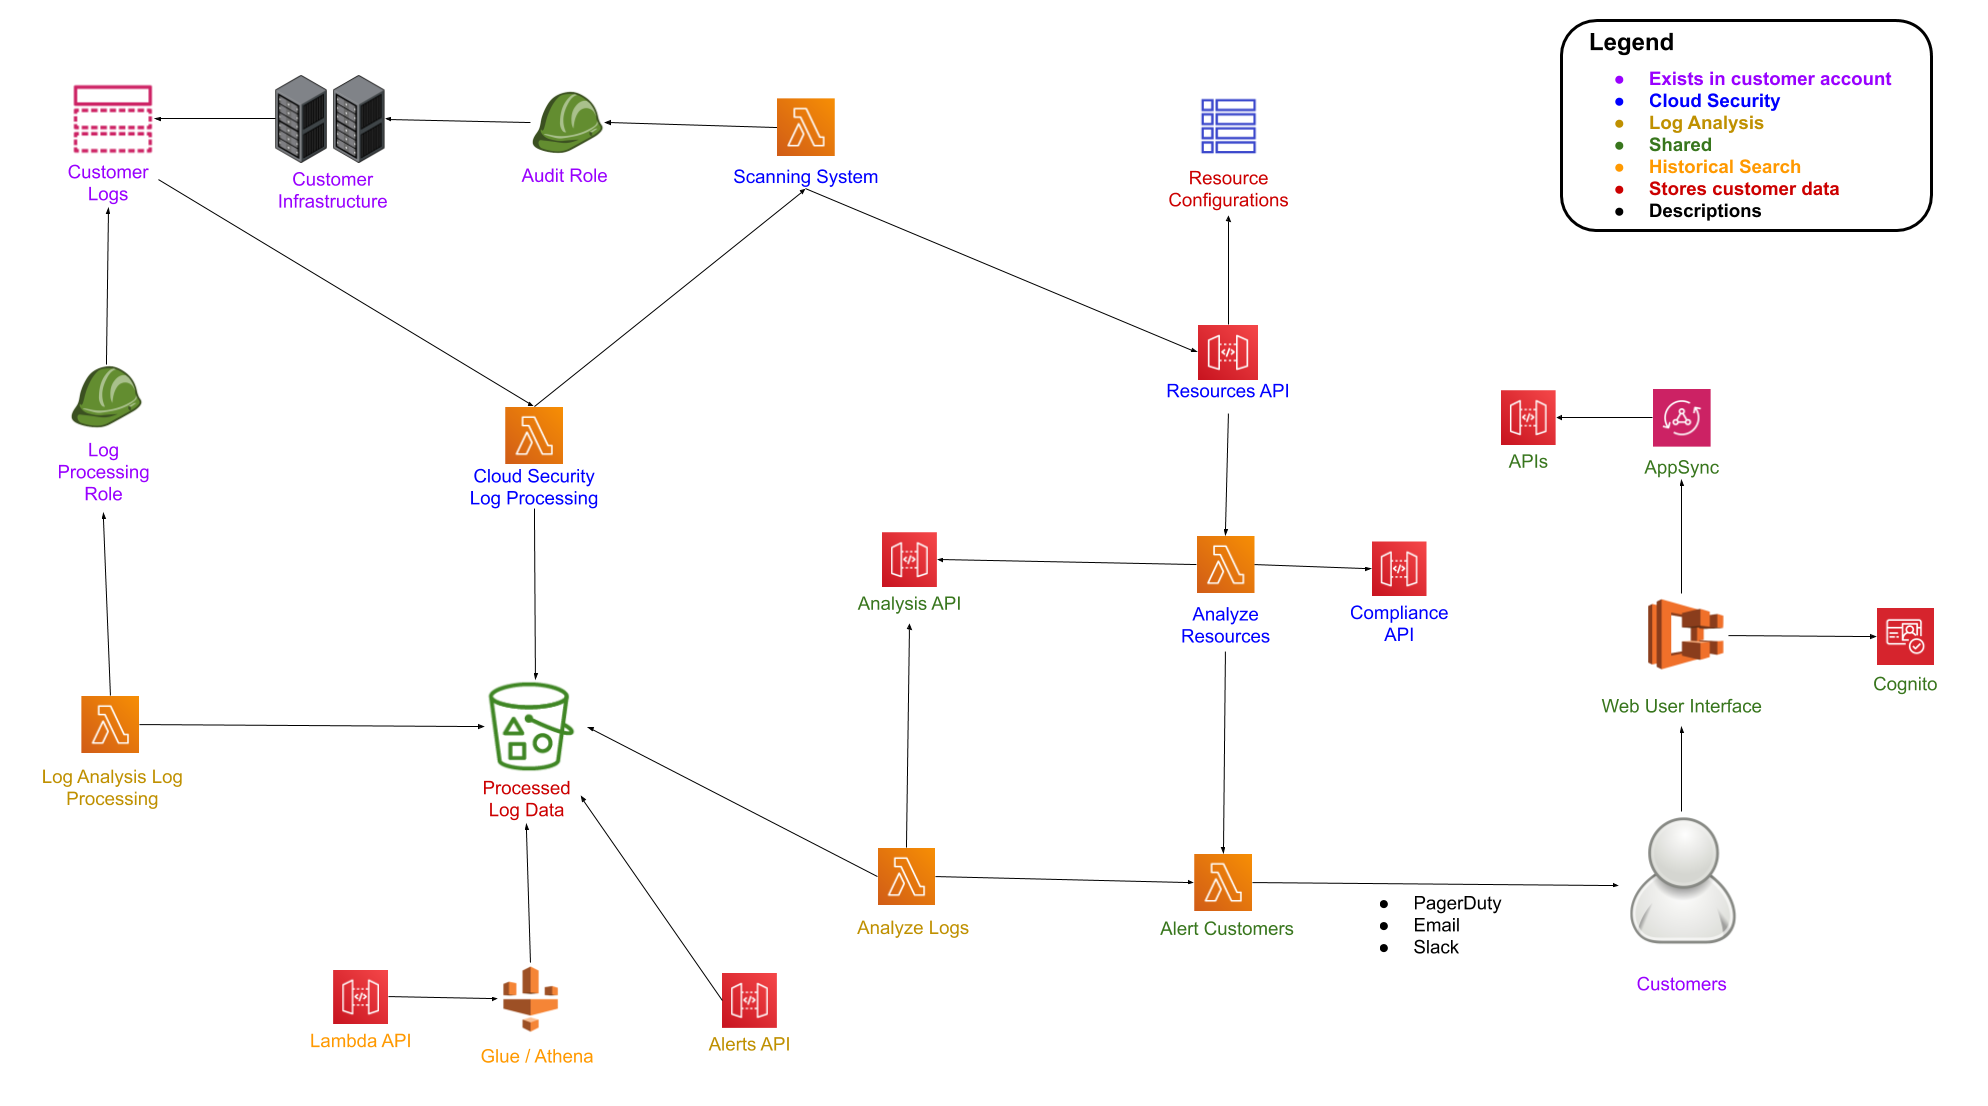 Legend
● Exists in customer account
● Cloud Security
● Log Analysis
● Shared
● Historical Search
● Stores customer data
● Descriptions
Customer
Logs
Customer
Infrastructure
Audit Role
Scanning System
Resource
Configurations
Resources API
Log
Processing
Role
Cloud Security
Log Processing
APIs
AppSync
Analysis API
Analyze
Resources
Compliance
API
Web User Interface
Cognito
Log Analysis Log
Processing
Processed
Log Data
Analyze Logs
Alert Customers
● PagerDuty
● Email
● Slack
Customers
Lambda API
Glue / Athena
Alerts API